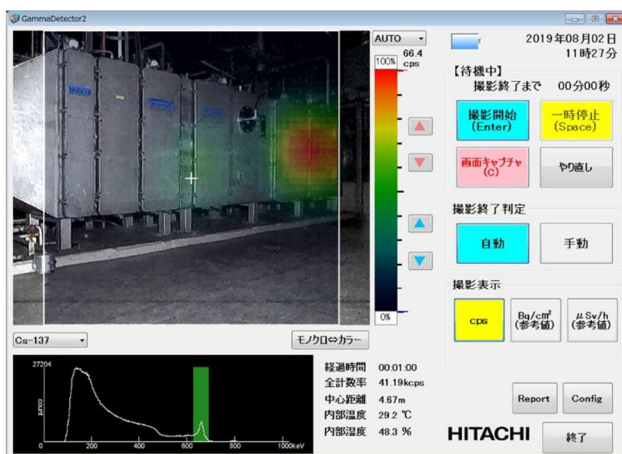 GammaDetector2
AUTO
66.4
cps
100%
0%
2019年08月02日
11時27分
【待機中】
撮影終了まで 00分00秒
撮影開始
(Enter)
一時停止
(Space)
画面キャプチャ
(C)
やり直し
撮影終了判定
自動
手動
撮影表示
cps
Bq/cm²
(参考値)
μSv/h
(参考値)
Cs-137
モノクロ⇔カラー
27204
count
0
0 200 400 600 800 1000keV
経過時間 00:01:00
全計数率 41.19kcps
中心距離 4.67m
内部温度 29.2 ℃
内部湿度 48.3 %
Report
Config
HITACHI
終了